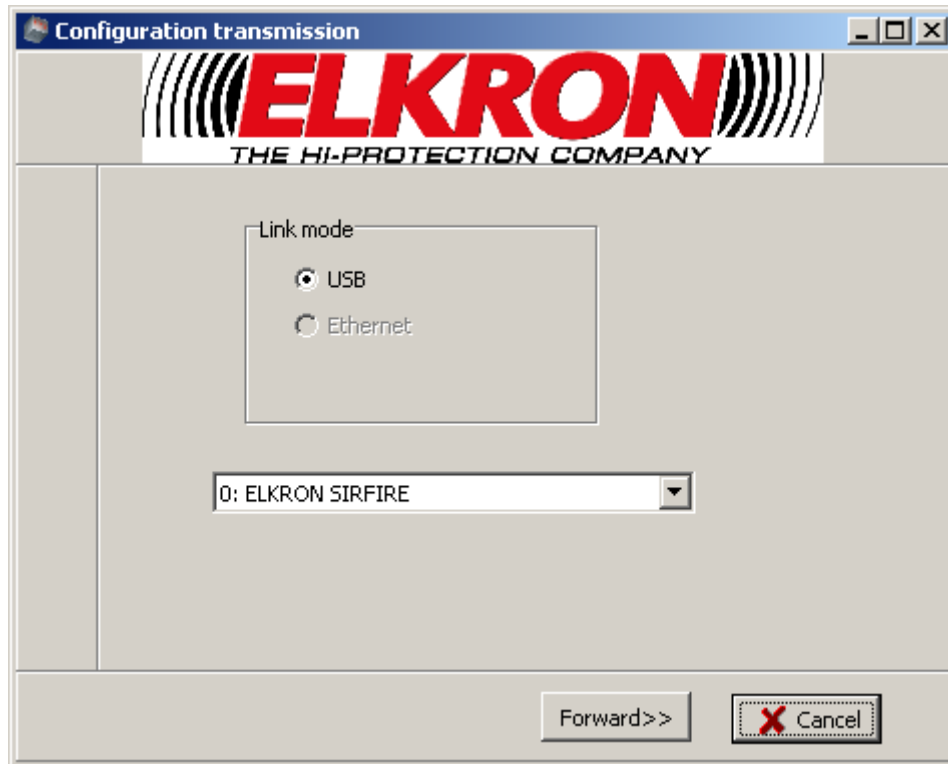 Configuration transmission
ELKRON
THE HI-PROTECTION COMPANY
Link mode
USB
Ethernet
0: ELKRON SIRFIRE
Forward>>
Cancel